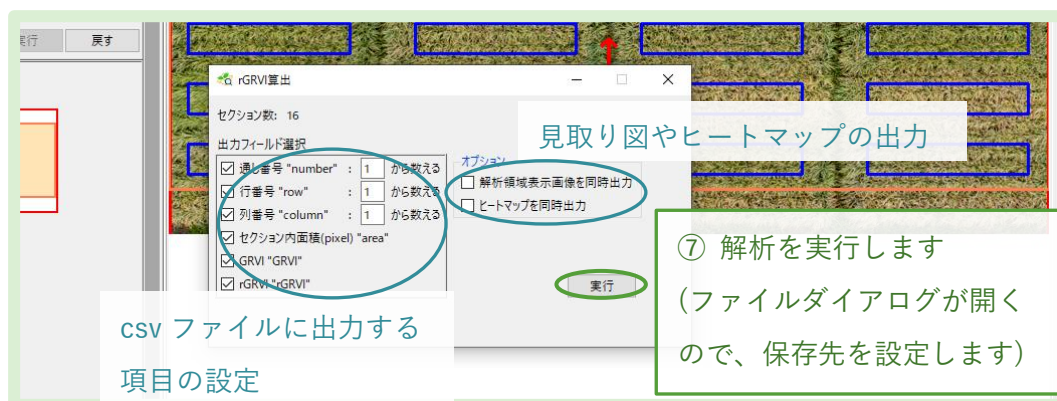 実行 戻す
rGRVI算出
セクション数: 16
見取り図やヒートマップの出力
出力フィールド選択
通し番号 "number" : 1 から数える
行番号 "row" : 1 から数える
列番号 "column" : 1 から数える
セクション内面積(pixel) "area"
GRVI "GRVI"
rGRVI "rGRVI"
オプション
解析領域表示画像を同時出力
ヒートマップを同時出力
実行
csv ファイルに出力する
項目の設定
⑦ 解析を実行します
(ファイルダイアログが開く
ので、保存先を設定します)